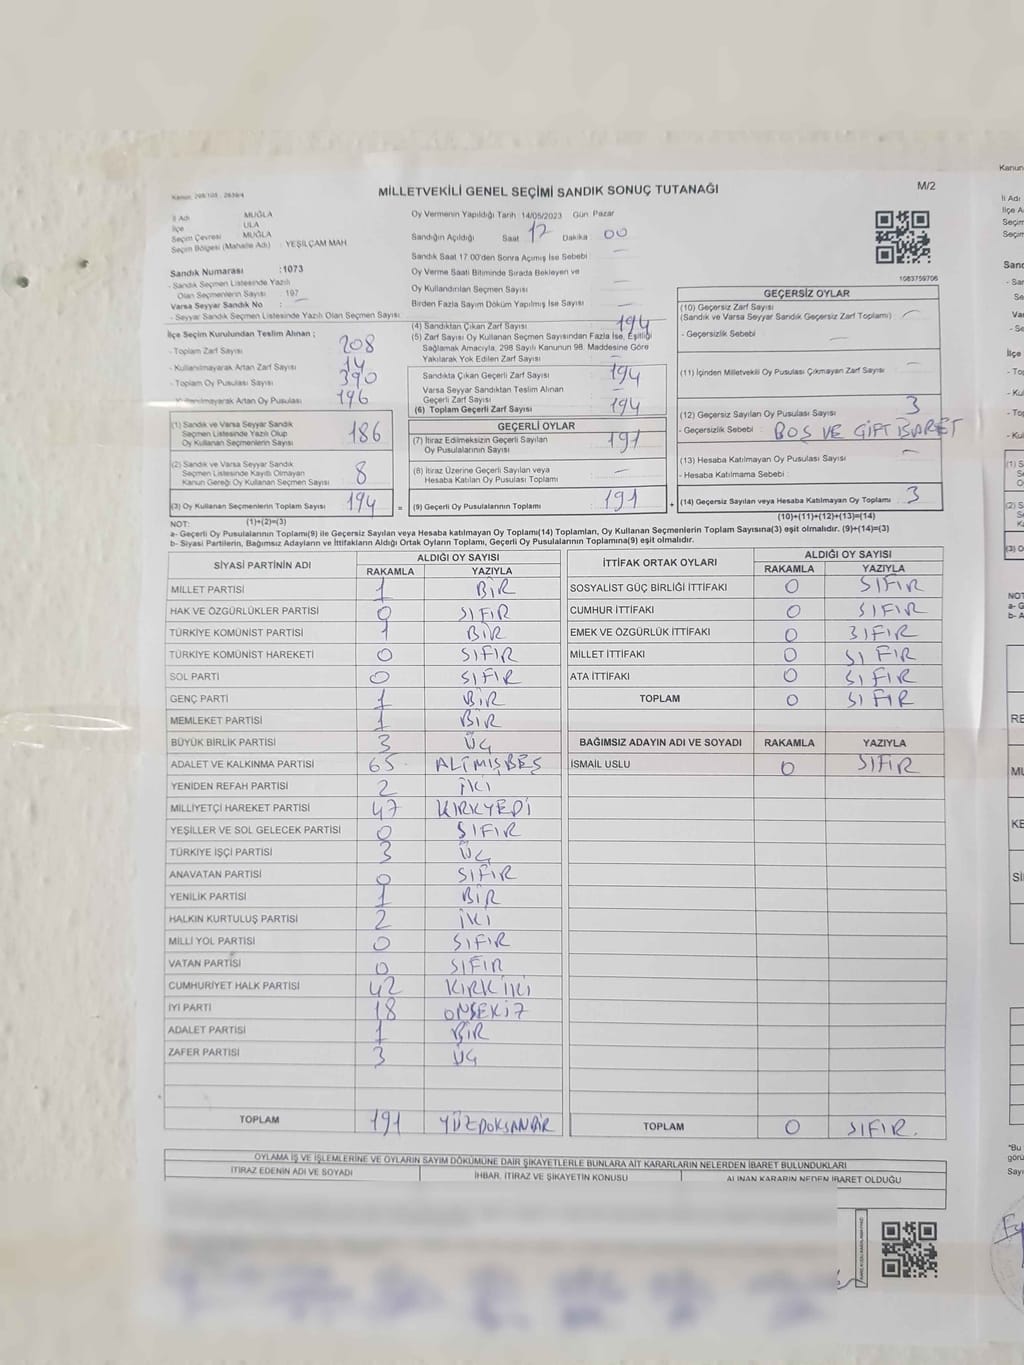 MİLLETVEKİLİ GENEL SEÇİMİ SANDIK SONUÇ TUTANAĞI
M/2
İl Adı MUĞLA
İlçe ULA
Seçim Çevresi MUĞLA
Seçim Bölgesi (Mahalle Adı) : YEŞİLÇAM MAH
Sandık Numarası :1073
- Sandık Seçmen Listesinde Yazılı
Olan Seçmenlerin Sayısı : 197
Varsa Seyyar Sandık No :
- Seyyar Sandık Seçmen Listesinde Yazılı Olan Seçmen Sayısı
Oy Vermenin Yapıldığı Tarih :14/05/2023 Gün: Pazar
Sandığın Açıldığı Saat 17 Dakika 00
Sandık Saat 17.00'den Sonra Açımış İse Sebebi
Oy Verme Saati Bitiminde Sırada Bekleyen ve
Oy Kullandırılan Seçmen Sayısı
Birden Fazla Sayım Döküm Yapılmış İse Sayısı
1083759706
İlçe Seçim Kurulundan Teslim Alınan ;
- Toplam Zarf Sayısı 208
- Kullanılmayarak Artan Zarf Sayısı 14
- Toplam Oy Pusulası Sayısı 390
- Kullanılmayarak Artan Oy Pusulası 196
(1) Sandık ve Varsa Seyyar Sandık
Seçmen Listesinde Yazılı Olup
Oy Kullanan Seçmenlerin Sayısı 186
(2) Sandık ve Varsa Seyyar Sandık
Seçmen Listesinde Kayıtlı Olmayan
Kanun Gereği Oy Kullanan Seçmen Sayısı 8
(3) Oy Kullanan Seçmenlerin Toplam Sayısı 194 =
(1)+(2)=(3)
(4) Sandıktan Çıkan Zarf Sayısı 194
(5) Zarf Sayısı Oy Kullanan Seçmen Sayısından Fazla İse, Eşitliği
Sağlamak Amacıyla, 298 Sayılı Kanunun 98. Maddesine Göre
Yakılarak Yok Edilen Zarf Sayısı
Sandıkta Çıkan Geçerli Zarf Sayısı 194
Varsa Seyyar Sandıktan Teslim Alınan
Geçerli Zarf Sayısı
(6) Toplam Geçerli Zarf Sayısı 194
GEÇERLİ OYLAR
(7) İtiraz Edilmeksizin Geçerli Sayılan
Oy Pusulalarının Sayısı 191
(8) İtiraz Üzerine Geçerli Sayılan veya
Hesaba Katılan Oy Pusulası Toplamı
(9) Geçerli Oy Pusulalarının Toplamı 191 +
GEÇERSİZ OYLAR
(10) Geçersiz Zarf Sayısı
(Sandık ve Varsa Seyyar Sandık Geçersiz Zarf Toplamı)
- Geçersizlik Sebebi
(11) İçinden Milletvekili Oy Pusulası Çıkmayan Zarf Sayısı
(12) Geçersiz Sayılan Oy Pusulası Sayısı 3
- Geçersizlik Sebebi BOŞ VE ÇİFT İŞARET
(13) Hesaba Katılmayan Oy Pusulası Sayısı
- Hesaba Katılmama Sebebi :
(14) Geçersiz Sayılan veya Hesaba Katılmayan Oy Toplamı 3
(10)+(11)+(12)+(13)=(14)
NOT:
a- Geçerli Oy Pusulalarının Toplamı(9) ile Geçersiz Sayılan veya Hesaba katılmayan Oy Toplamı(14) Toplamları, Oy Kullanan Seçmenlerin Toplam Sayısına(3) eşit olmalıdır. (9)+(14)=(3)
b- Siyasi Partilerin, Bağımsız Adayların ve İttifakların Aldığı Ortak Oyların Toplamı, Geçerli Oy Pusulalarının Toplamına(9) eşit olmalıdır.
SİYASİ PARTİNİN ADI ALDIĞI OY SAYISI
RAKAMLA YAZIYLA
MİLLET PARTİSİ 1 BİR
HAK VE ÖZGÜRLÜKLER PARTİSİ 0 SIFIR
TÜRKİYE KOMÜNİST PARTİSİ 1 BİR
TÜRKİYE KOMÜNİST HAREKETİ 0 SIFIR
SOL PARTİ 0 SIFIR
GENÇ PARTİ 1 BİR
MEMLEKET PARTİSİ 1 BİR
BÜYÜK BİRLİK PARTİSİ 3 ÜÇ
ADALET VE KALKINMA PARTİSİ 65 ALTMIŞBEŞ
YENİDEN REFAH PARTİSİ 2 İKİ
MİLLİYETÇİ HAREKET PARTİSİ 47 KIRKYEDİ
YEŞİLLER VE SOL GELECEK PARTİSİ 0 SIFIR
TÜRKİYE İŞÇİ PARTİSİ 3 ÜÇ
ANAVATAN PARTİSİ 0 SIFIR
YENİLİK PARTİSİ 1 BİR
HALKIN KURTULUŞ PARTİSİ 2 İKİ
MİLLİ YOL PARTİSİ 0 SIFIR
VATAN PARTİSİ 0 SIFIR
CUMHURİYET HALK PARTİSİ 42 KIRKİKİ
İYİ PARTİ 18 ONSEKİZ
ADALET PARTİSİ 1 BİR
ZAFER PARTİSİ 3 ÜÇ
TOPLAM 191 YÜZDOKSANBİR
İTTİFAK ORTAK OYLARI ALDIĞI OY SAYISI
RAKAMLA YAZIYLA
SOSYALİST GÜÇ BİRLİĞİ İTTİFAKI 0 SIFIR
CUMHUR İTTİFAKI 0 SIFIR
EMEK VE ÖZGÜRLÜK İTTİFAKI 0 SIFIR
MİLLET İTTİFAKI 0 SIFIR
ATA İTTİFAKI 0 SIFIR
TOPLAM 0 SIFIR
BAĞIMSIZ ADAYIN ADI VE SOYADI RAKAMLA YAZIYLA
İSMAİL USLU 0 SIFIR
TOPLAM 0 SIFIR.
OYLAMA İŞ VE İŞLEMLERİNE VE OYLARIN SAYIM DÖKÜMÜNE DAİR ŞİKAYETLERLE BUNLARA AİT KARARLARIN NELERDEN İBARET BULUNDUKLARI
İTİRAZ EDENİN ADI VE SOYADI İHBAR, İTİRAZ VE ŞİKAYETİN KONUSU ALINAN KARARIN NEDEN İBARET OLDUĞU